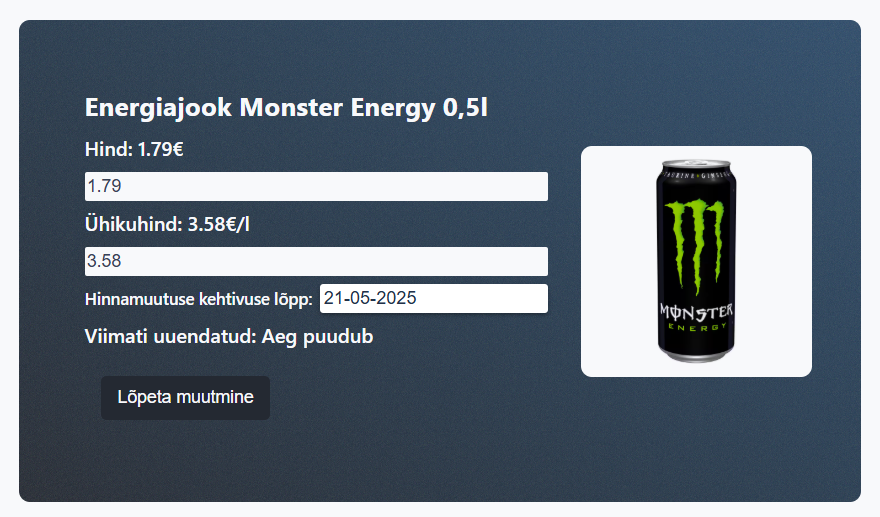 Energiajook Monster Energy 0,5l
Hind: 1.79€
1.79
Ühikuhind: 3.58€/l
3.58
Hinnamuutuse kehtivuse lõpp: 21-05-2025
Viimati uuendatud: Aeg puudub
Lõpeta muutmine
MONSTER
ENERGY